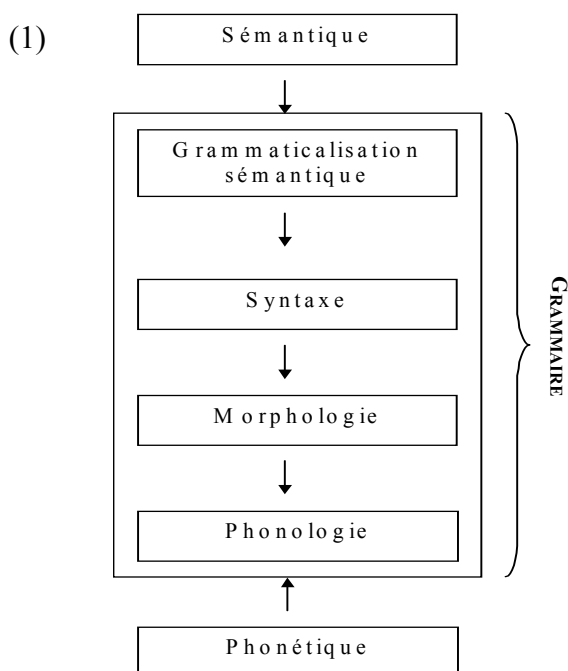 (1)
Sémantique
Grammaticalisation
sémantique
Syntaxe
Morphologie
Phonologie
GRAMMAIRE
Phonétique